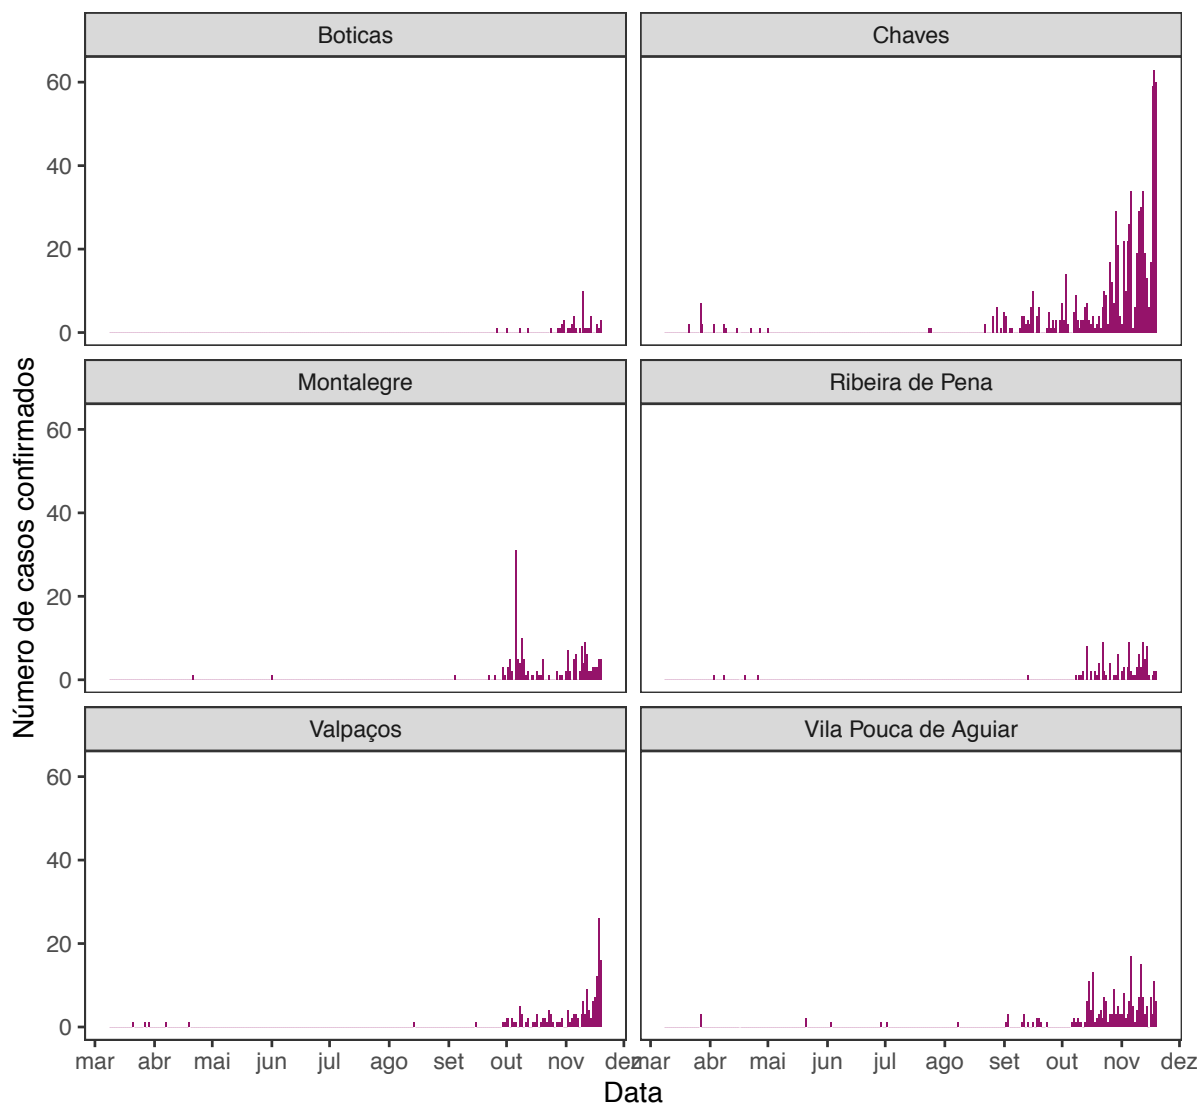 Boticas
Chaves
60
40
20
0
Montalegre
Ribeira de Pena
60
40
20
0
Número de casos confirmados
Valpaços
Vila Pouca de Aguiar
60
40
20
0
mar abr mai jun jul ago set out nov dez
mar abr mai jun jul ago set out nov dez
Data